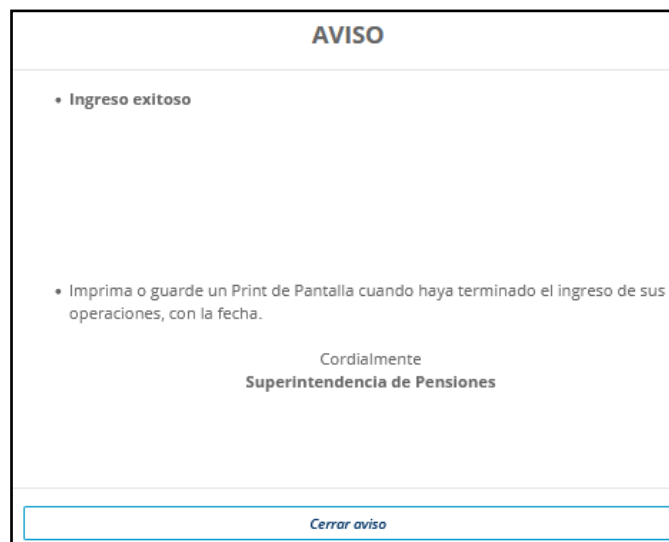 AVISO
• Ingreso exitoso
• Imprima o guarde un Print de Pantalla cuando haya terminado el ingreso de sus
operaciones, con la fecha.
Cordialmente
Superintendencia de Pensiones
Cerrar aviso